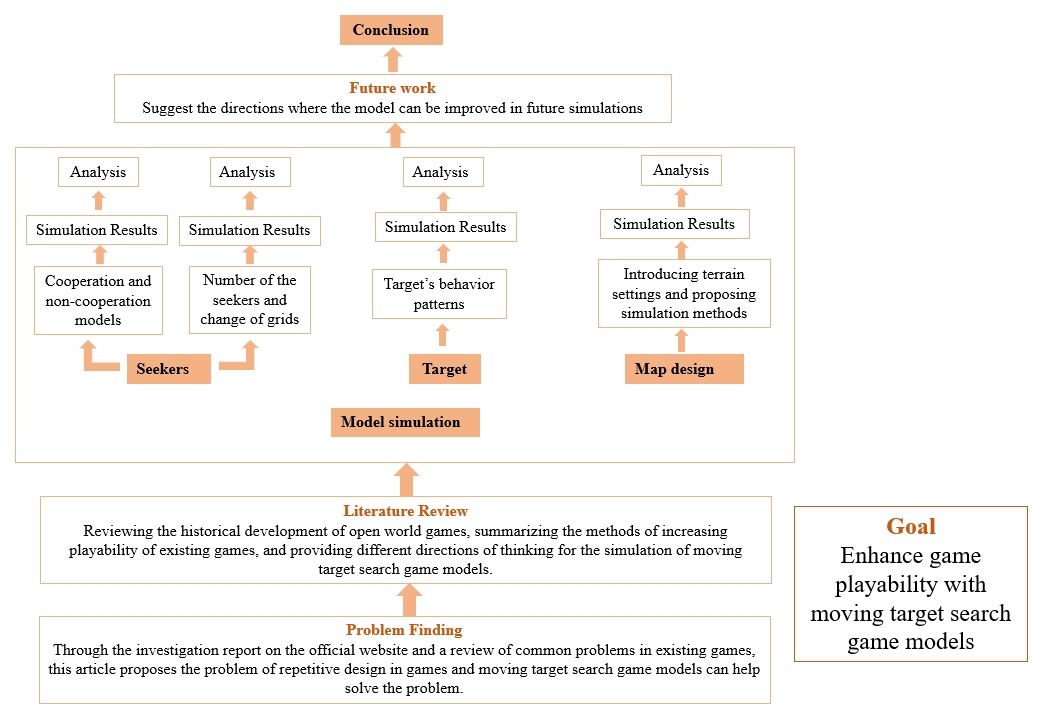 Conclusion
Future work
Suggest the directions where the model can be improved in future simulations
Analysis
Simulation Results
Cooperation and
non-cooperation
models
Analysis
Simulation Results
Number of the
seekers and
change of grids
Seekers
Analysis
Simulation Results
Target's behavior
patterns
Target
Analysis
Simulation Results
Introducing terrain
settings and proposing
simulation methods
Map design
Model simulation
Literature Review
Reviewing the historical development of open world games, summarizing the methods of increasing
playability of existing games, and providing different directions of thinking for the simulation of moving
target search game models.
Problem Finding
Through the investigation report on the official website and a review of common problems in existing games,
this article proposes the problem of repetitive design in games and moving target search game models can help
solve the problem.
Goal
Enhance game
playability with
moving target search
game models